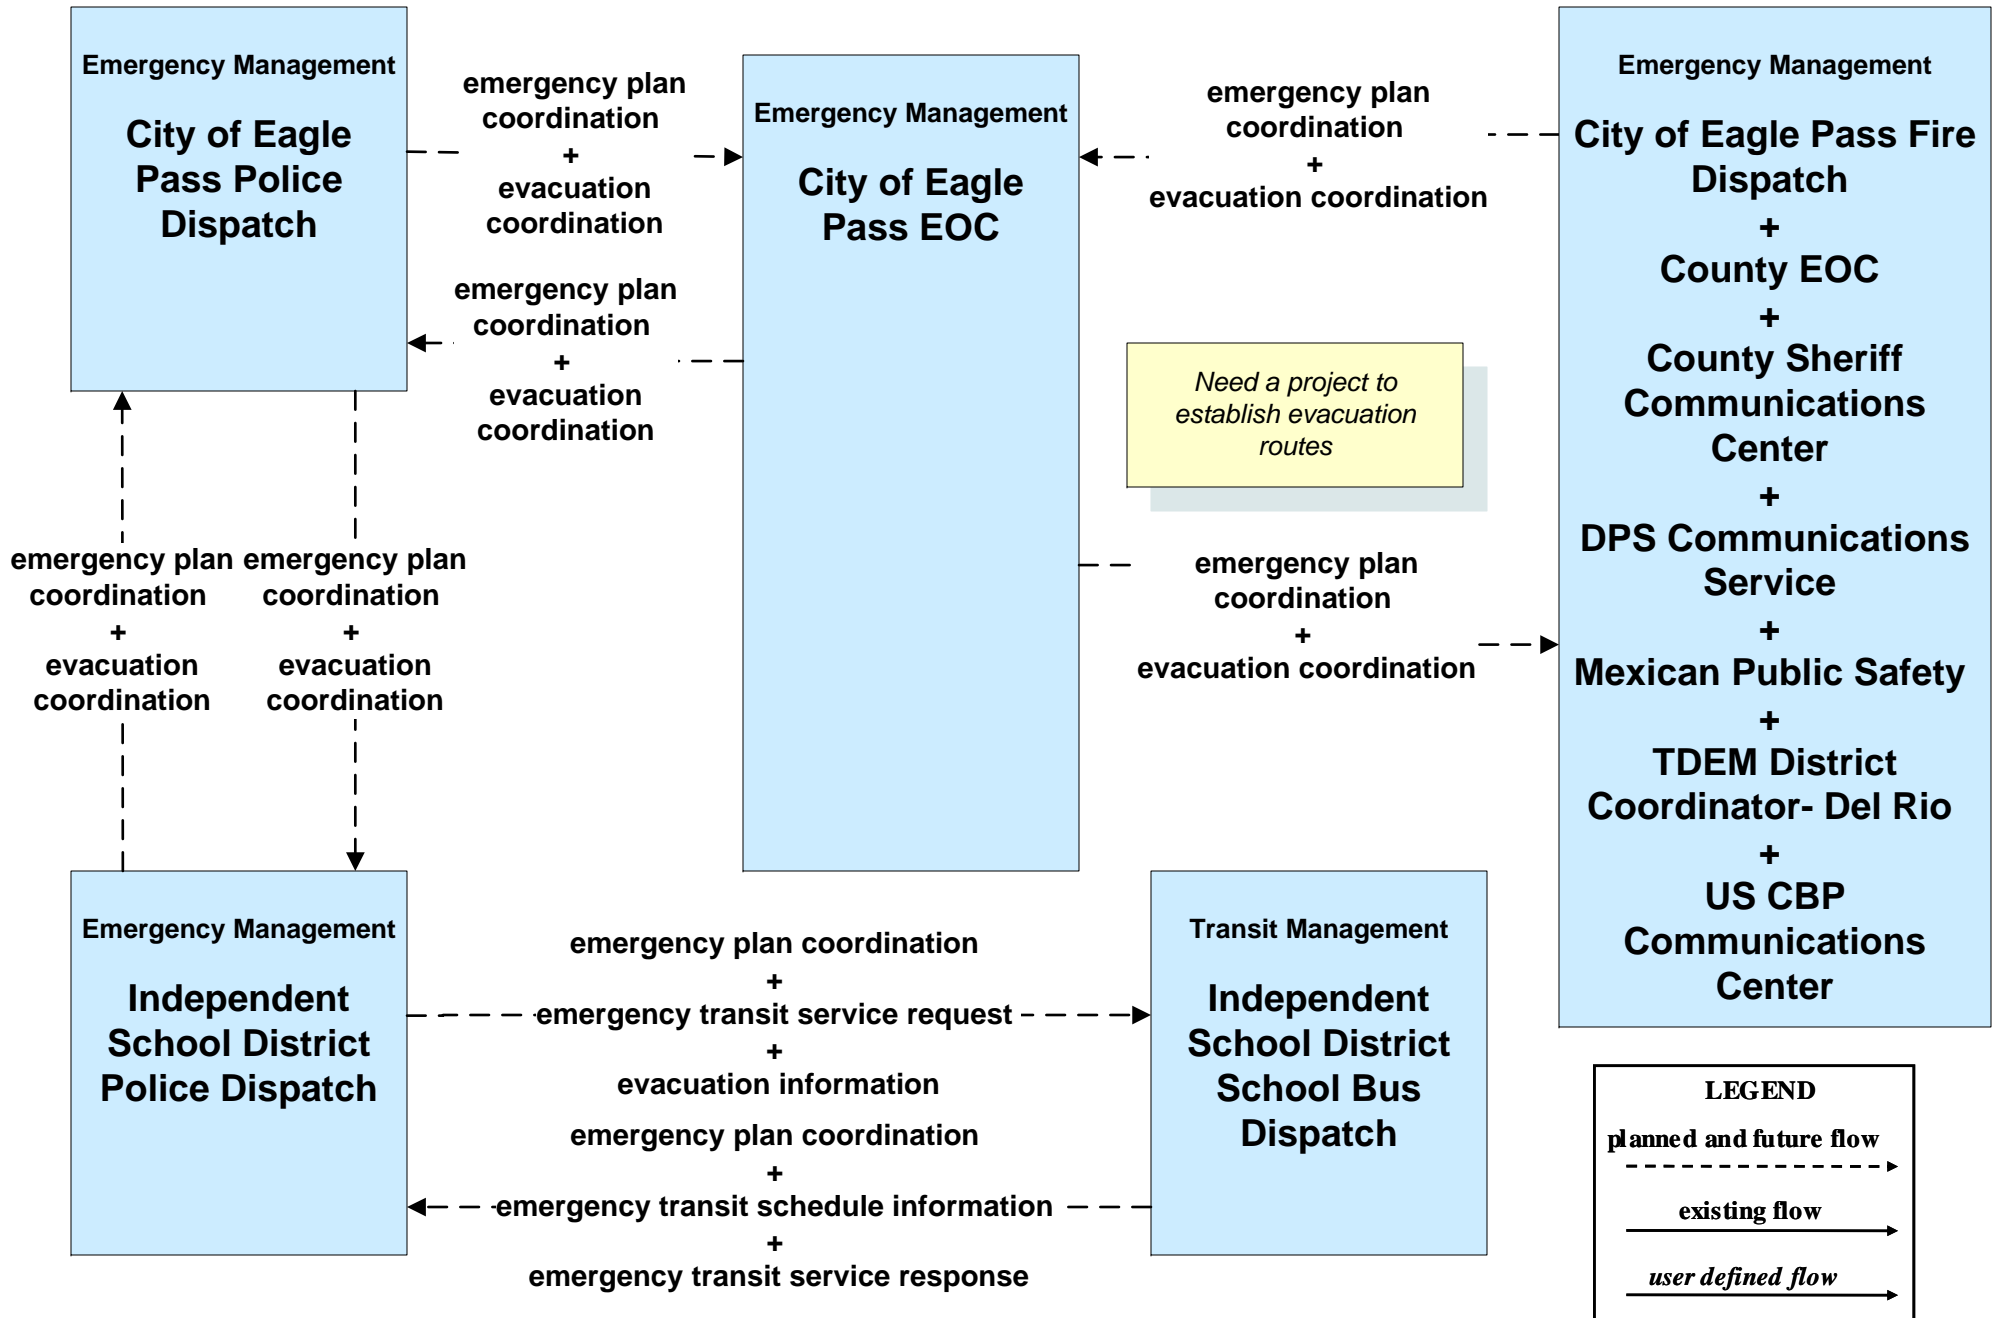 Emergency Management
City of Eagle
Pass Police
Dispatch
emergency plan
coordination
+
evacuation
coordination
emergency plan
coordination
+
evacuation
coordination
Emergency Management
City of Eagle
Pass EOC
emergency plan
coordination
+
evacuation coordination
Need a project to
establish evacuation
routes
emergency plan
coordination
+
evacuation coordination
Emergency Management
City of Eagle Pass Fire
Dispatch
+
County EOC
+
County Sheriff
Communications
Center
+
DPS Communications
Service
+
Mexican Public Safety
+
TDEM District
Coordinator- Del Rio
+
US CBP
Communications
Center
emergency plan
coordination
+
evacuation
coordination
emergency plan
coordination
+
evacuation
coordination
Emergency Management
Independent
School District
Police Dispatch
emergency plan coordination
+
emergency transit service request
+
evacuation information
emergency plan coordination
+
emergency transit schedule information
+
emergency transit service response
Transit Management
Independent
School District
School Bus
Dispatch
LEGEND
planned and future flow
existing flow
user defined flow